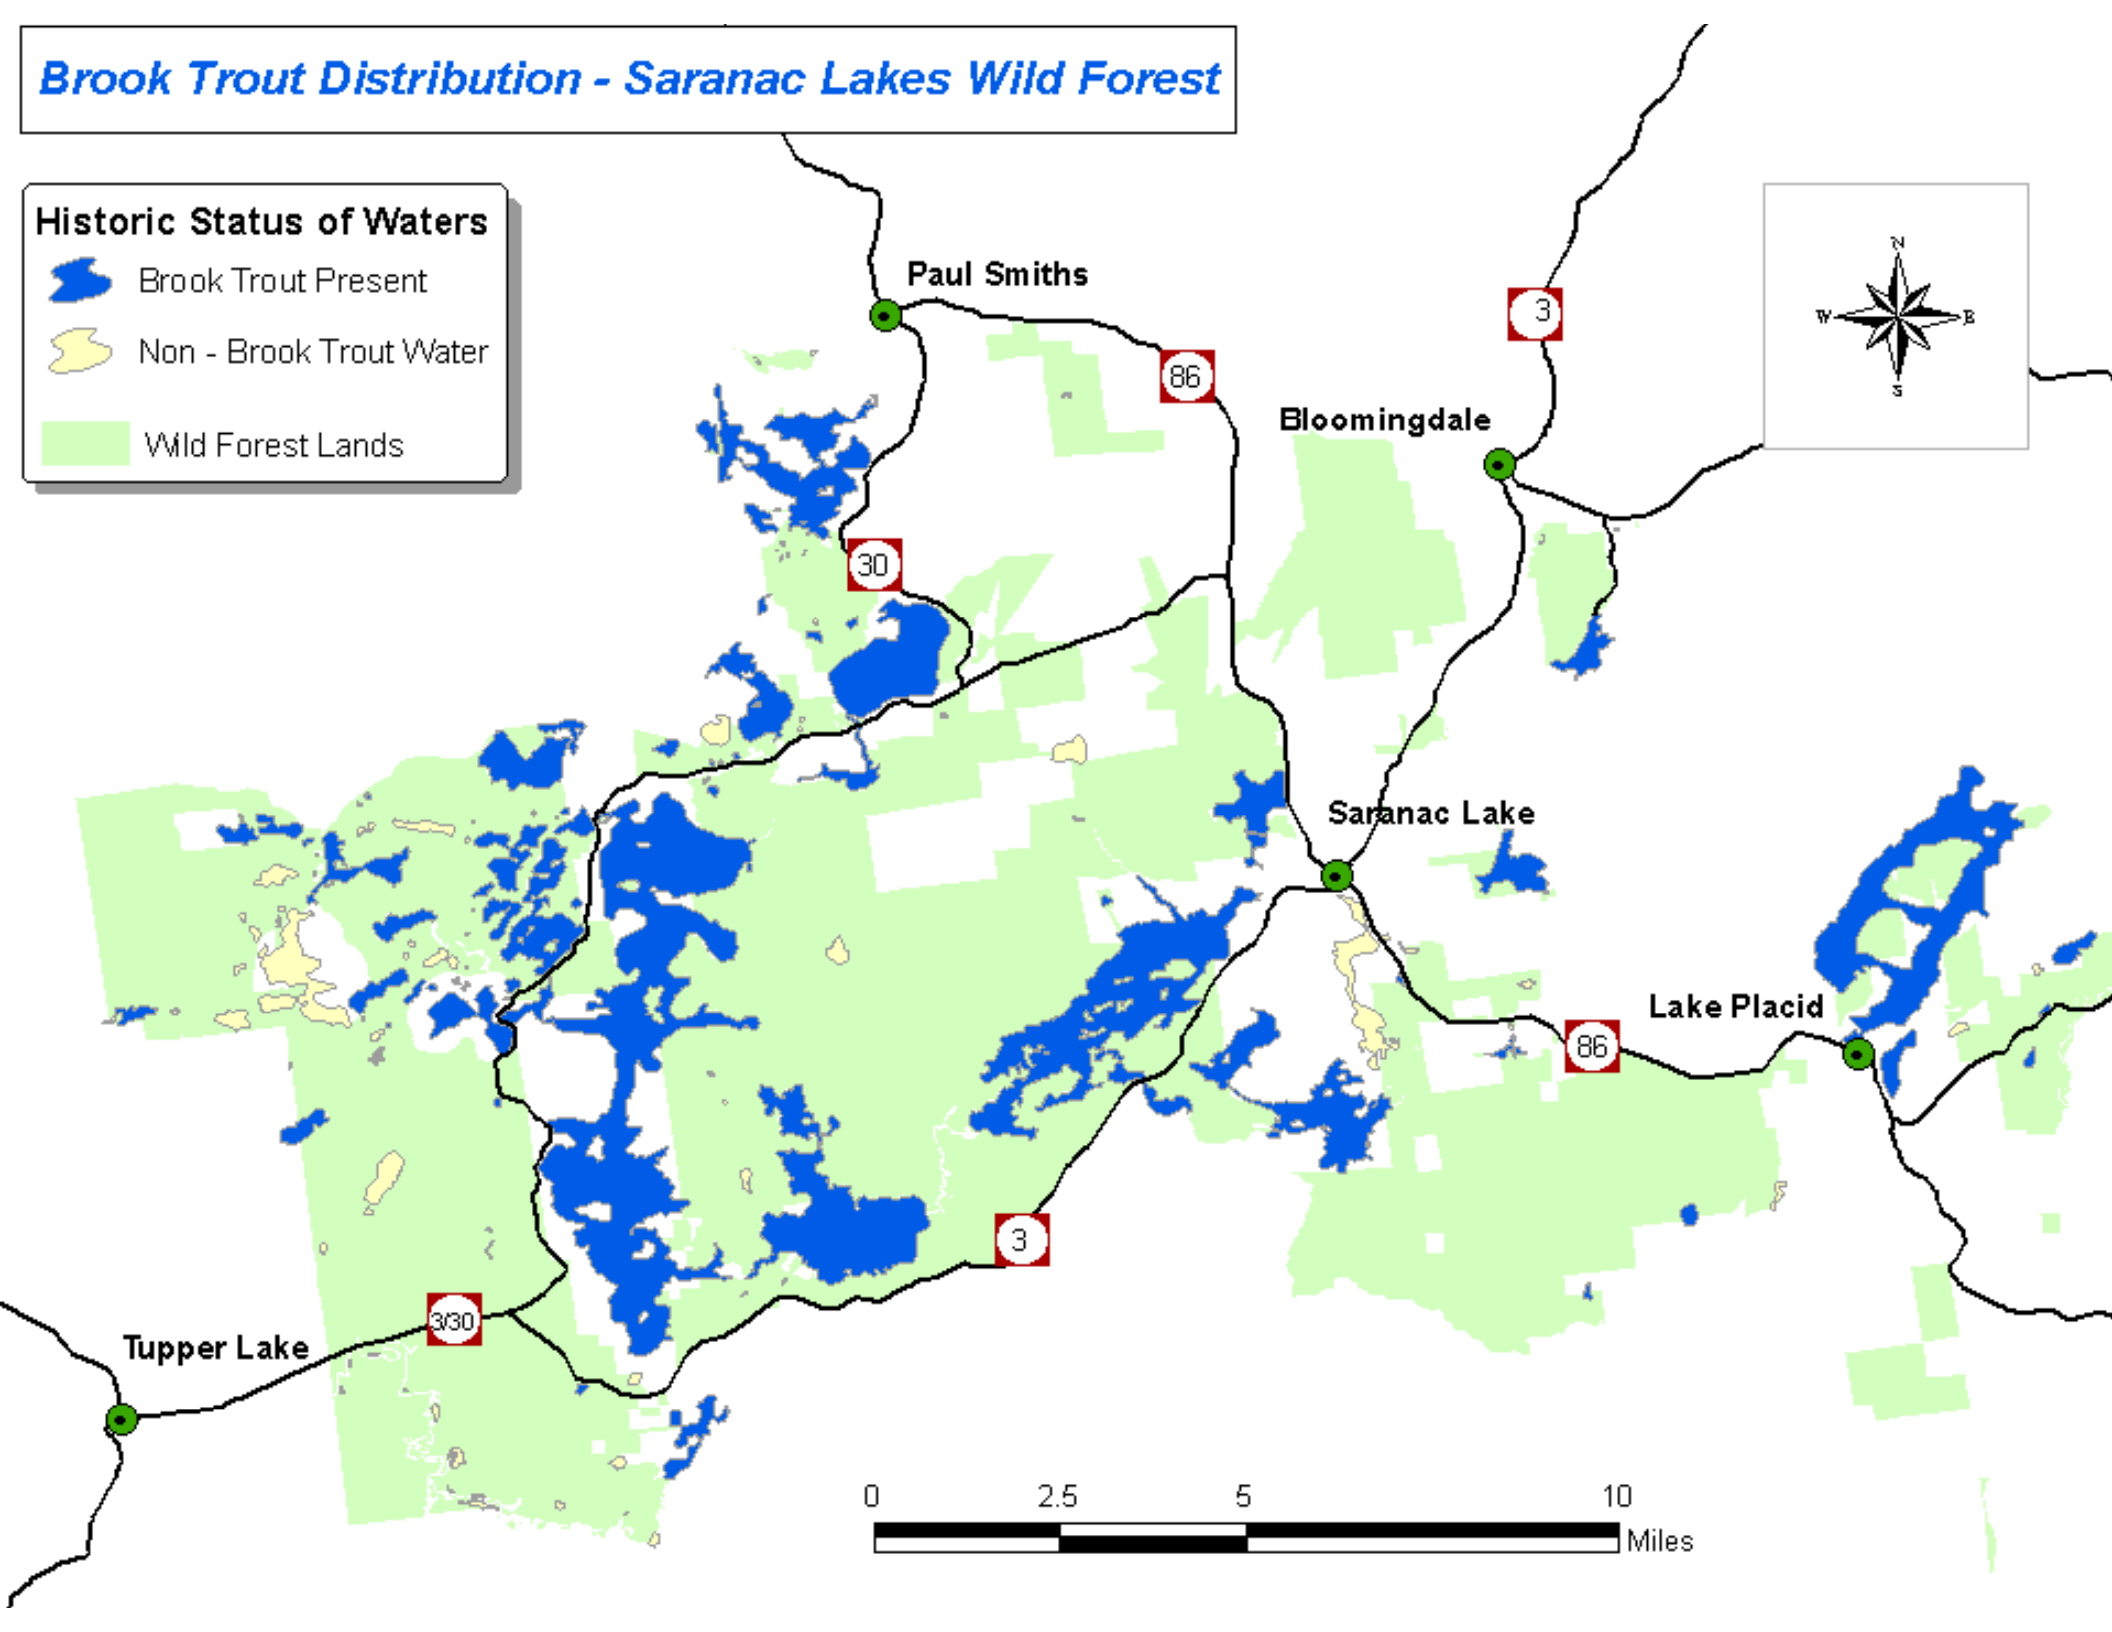 Brook Trout Distribution - Saranac Lakes Wild Forest
Historic Status of Waters
Brook Trout Present
Non - Brook Trout Water
Wild Forest Lands
Paul Smiths
3
N
W
E
S
86
Bloomingdale
30
Saranac Lake
Lake Placid
86
3
3/30
Tupper Lake
0 2.5 5 10
Miles